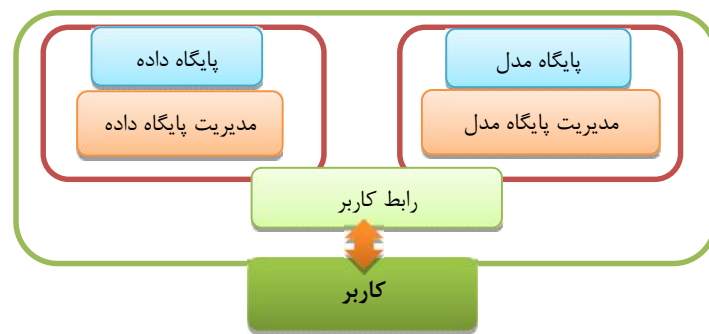 پایگاه مدل
پایگاه داده
مدیریت پایگاه مدل
مدیریت پایگاه داده
رابط کاربر
کاربر